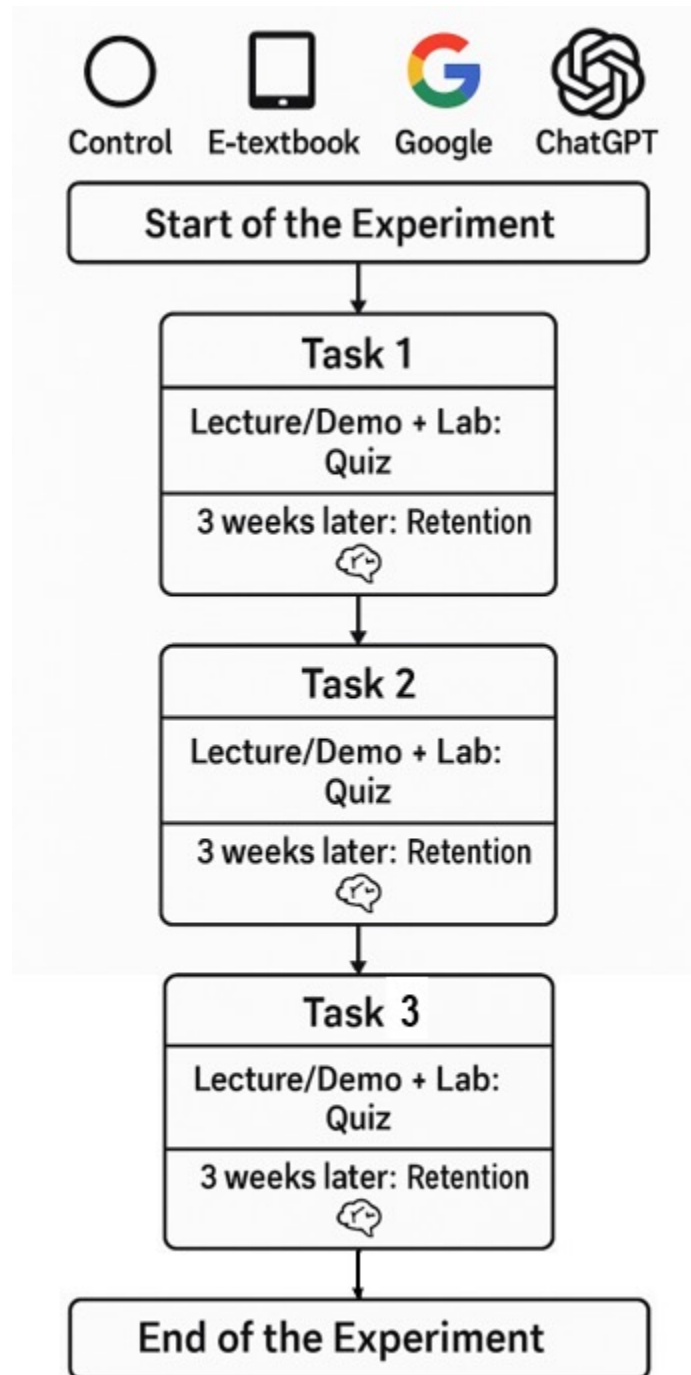 Control E-textbook Google ChatGPT
Start of the Experiment
Task 1
Lecture/Demo + Lab:
Quiz
3 weeks later: Retention
Task 2
Lecture/Demo + Lab:
Quiz
3 weeks later: Retention
Task 3
Lecture/Demo + Lab:
Quiz
3 weeks later: Retention
End of the Experiment